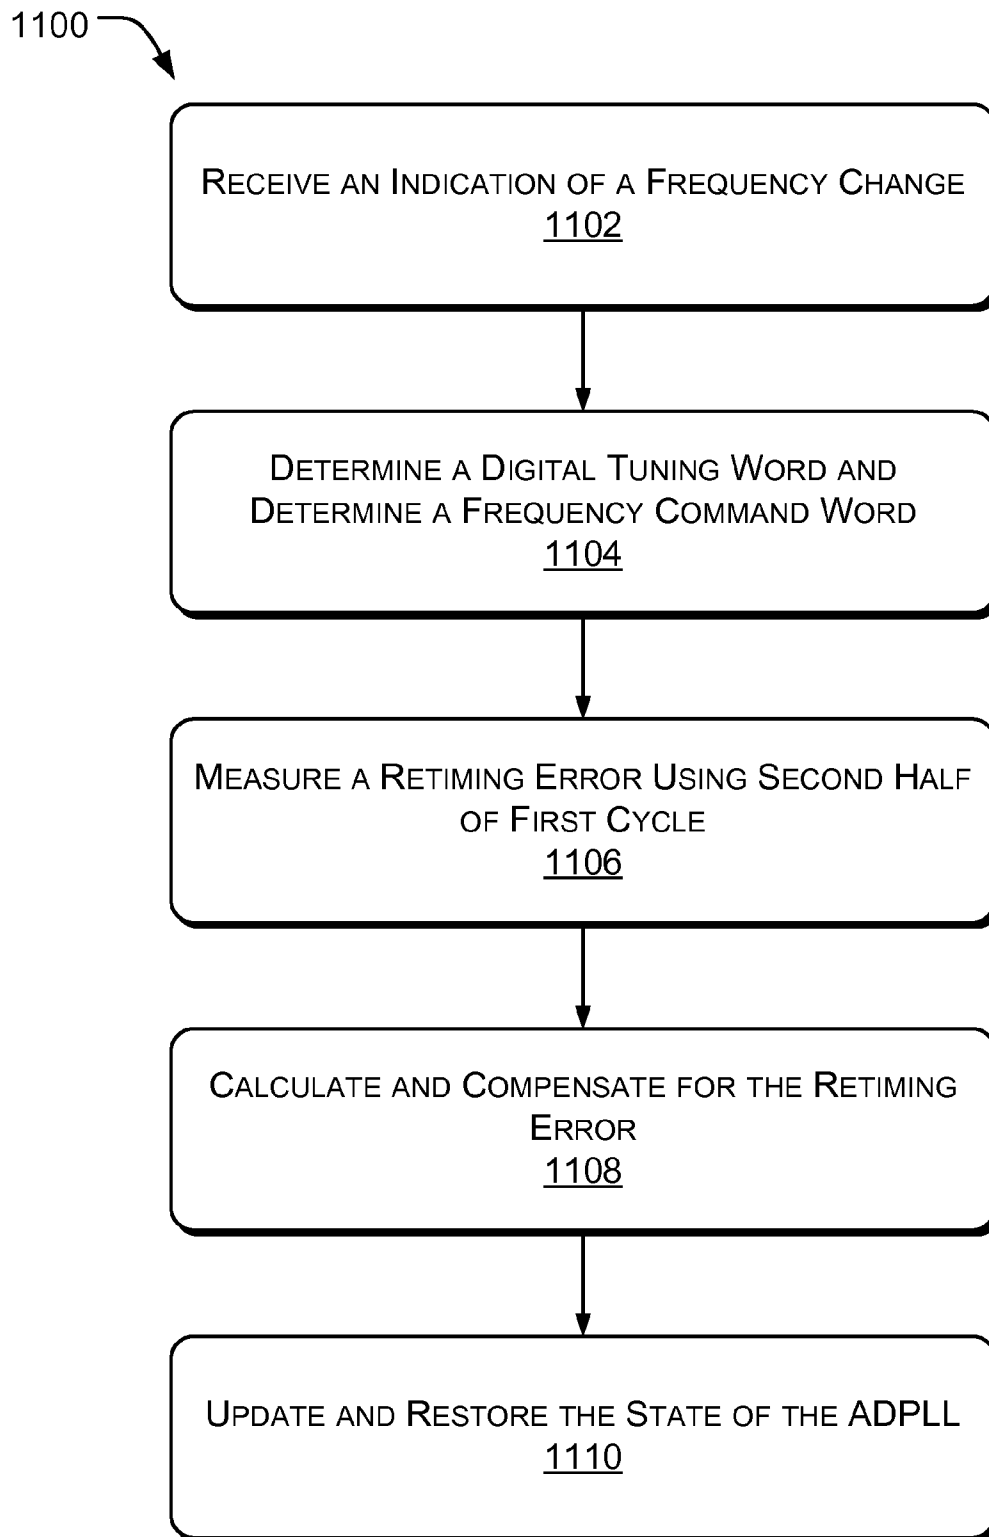 1100
RECEIVE AN INDICATION OF A FREQUENCY CHANGE
1102
DETERMINE A DIGITAL TUNING WORD AND
DETERMINE A FREQUENCY COMMAND WORD
1104
MEASURE A RETIMING ERROR USING SECOND HALF
OF FIRST CYCLE
1106
CALCULATE AND COMPENSATE FOR THE RETIMING
ERROR
1108
UPDATE AND RESTORE THE STATE OF THE ADPLL
1110